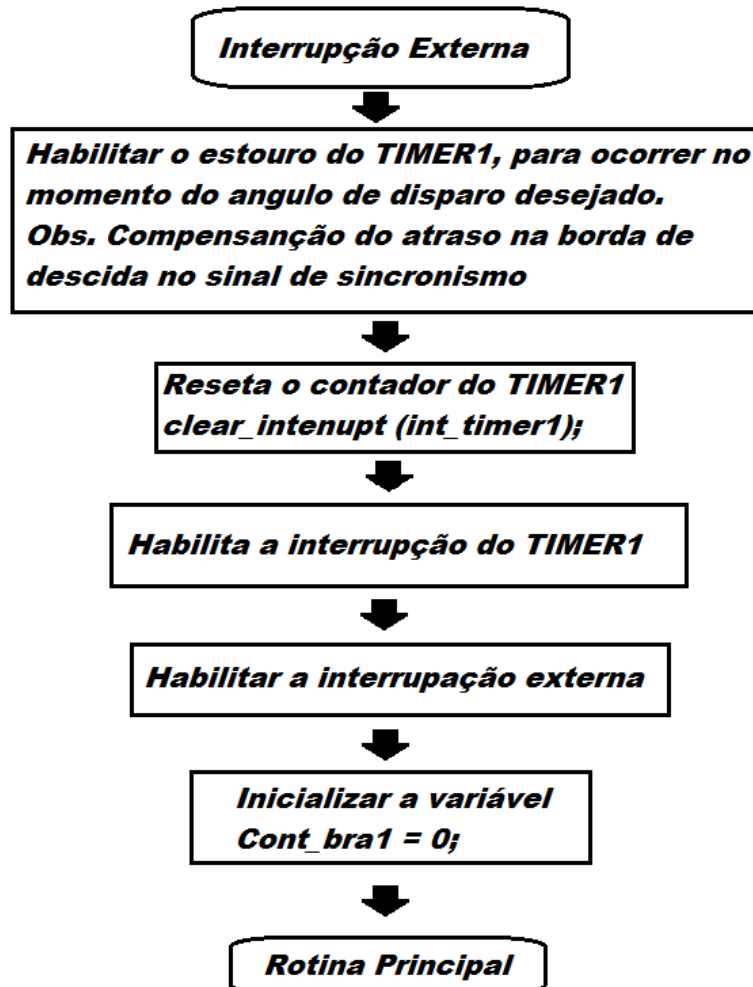 Interrupção Externa
Habilitar o estouro do TIMER1, para ocorrer no
momento do angulo de disparo desejado.
Obs. Compensanção do atraso na borda de
descida no sinal de sincronismo
Reseta o contador do TIMER1
clear_intenupt (int_timer1);
Habilita a interrupção do TIMER1
Habilitar a interrupação externa
Inicializar a variável
Cont_bra1 = 0;
Rotina Principal